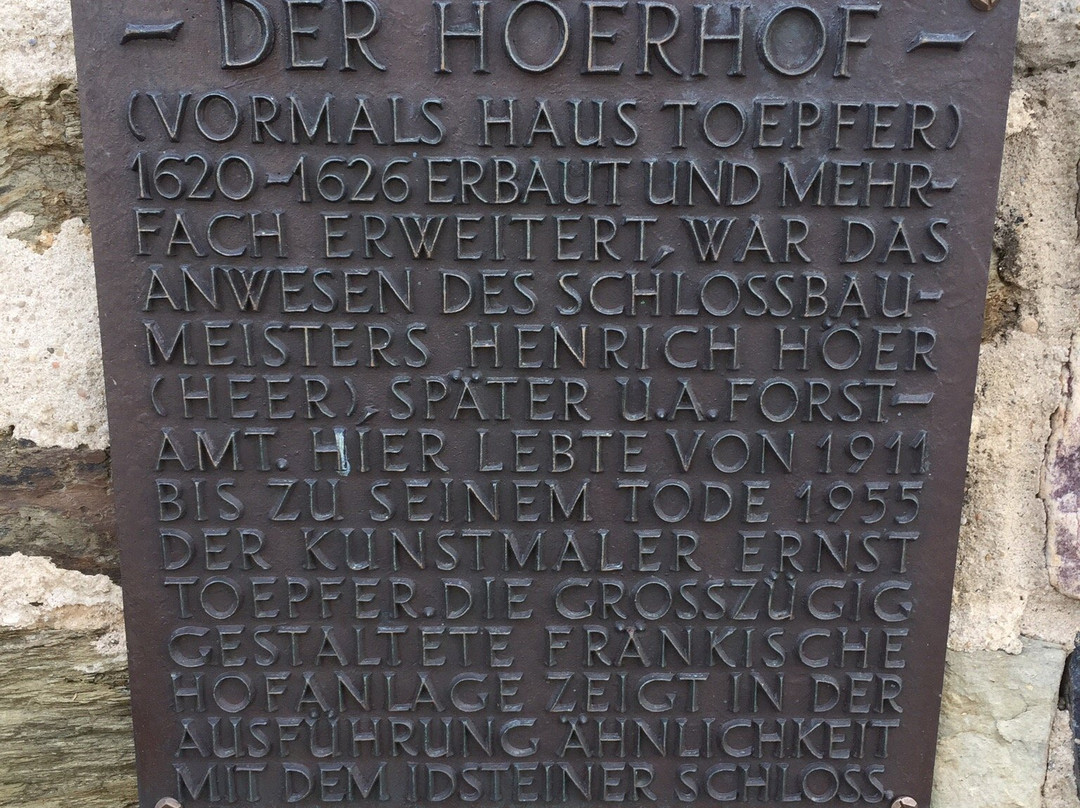 - DER HÖERHOF -
(VORMALS HAUS TOEPFER)
1620-1626 ERBAUT UND MEHR-
FACH ERWEITERT, WAR DAS
ANWESEN DES SCHLOSSBAU-
MEISTERS HENRICH HÖER
(HEER), SPÄTER U.A. FORST-
AMT. HIER LEBTE VON 1911
BIS ZU SEINEM TODE 1955
DER KUNSTMALER ERNST
TOEPFER. DIE GROSSZÜGIG
GESTALTETE FRÄNKISCHE
HOFANLAGE ZEIGT IN DER
AUSFÜHRUNG ÄHNLICHKEIT
MIT DEM IDSTEINER SCHLOSS.